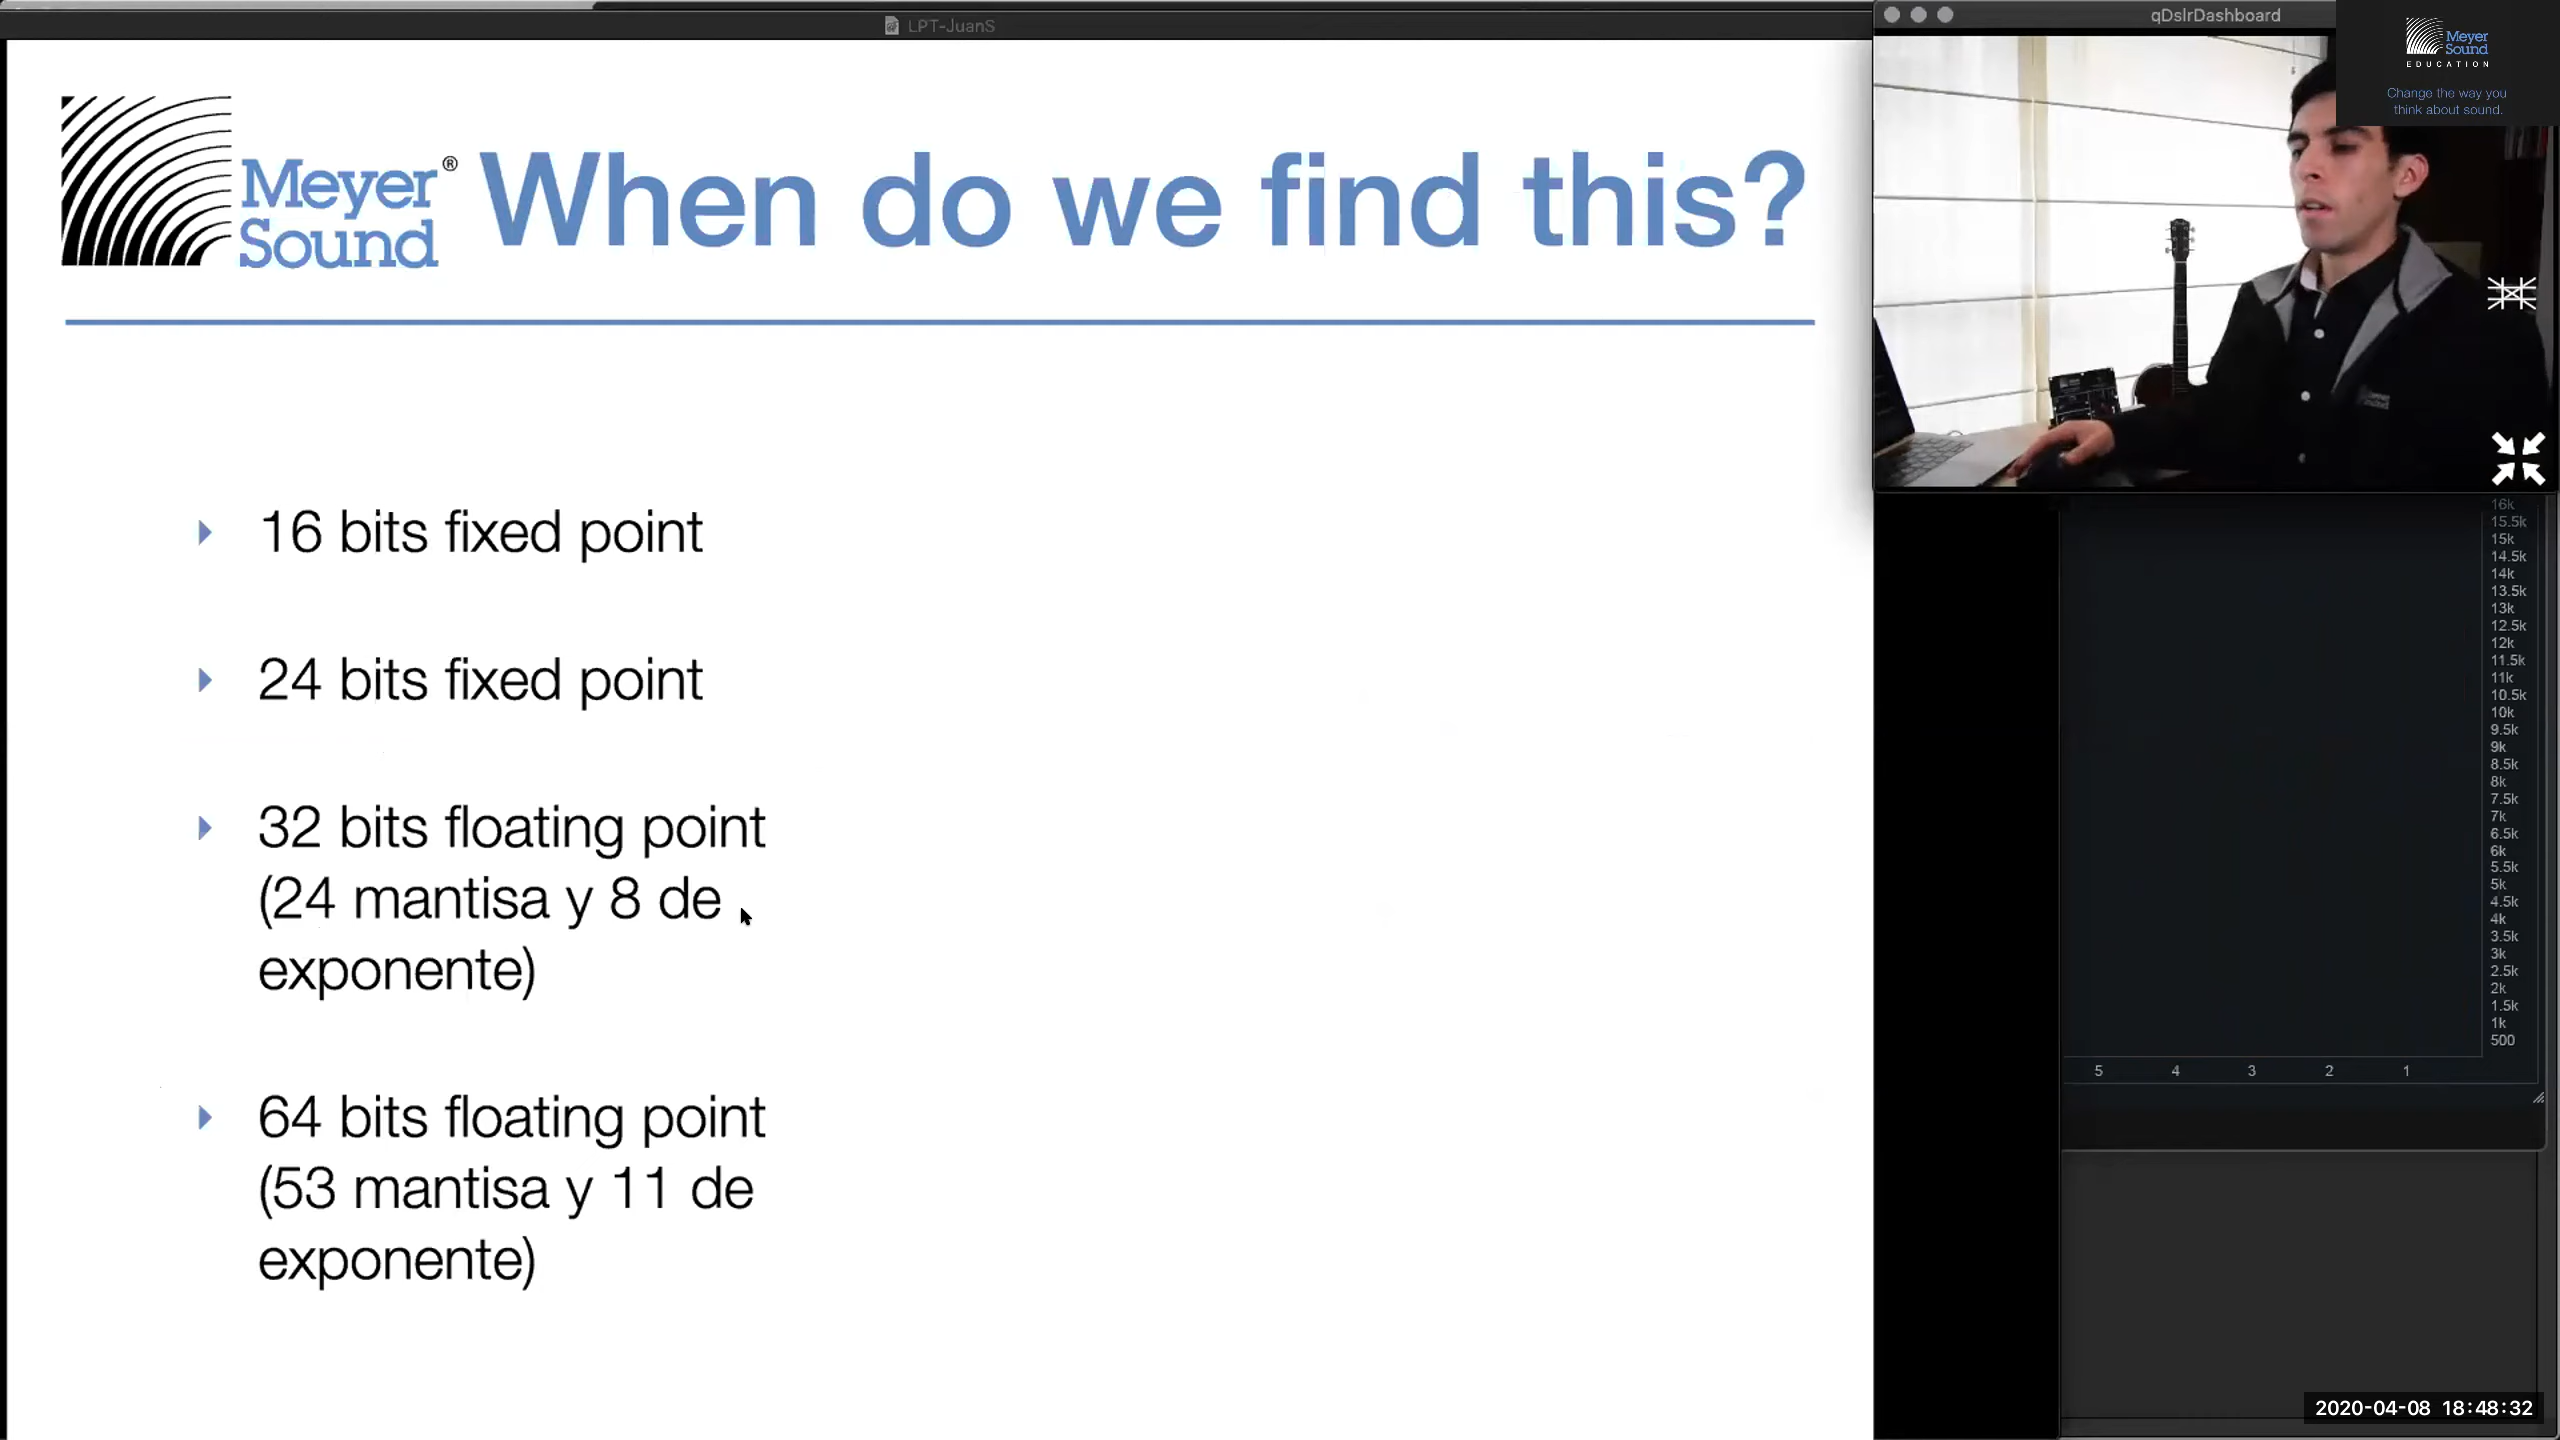 LPT-JuanS
qDslrDashboard
Meyer
Sound
EDUCATION
Change the way you
think about sound.
Meyer®
Sound
When do we find this?
16 bits fixed point
24 bits fixed point
32 bits floating point
(24 mantisa y 8 de
exponente)
64 bits floating point
(53 mantisa y 11 de
exponente)
16k
15.5k
15k
14.5k
14k
13.5k
13k
12.5k
12k
11.5k
11k
10.5k
10k
9.5k
9k
8.5k
8k
7.5k
7k
6.5k
6k
5.5k
5k
4.5k
4k
3.5k
3k
2.5k
2k
1.5k
1k
500
5 4 3 2 1
2020-04-08 18:48:32